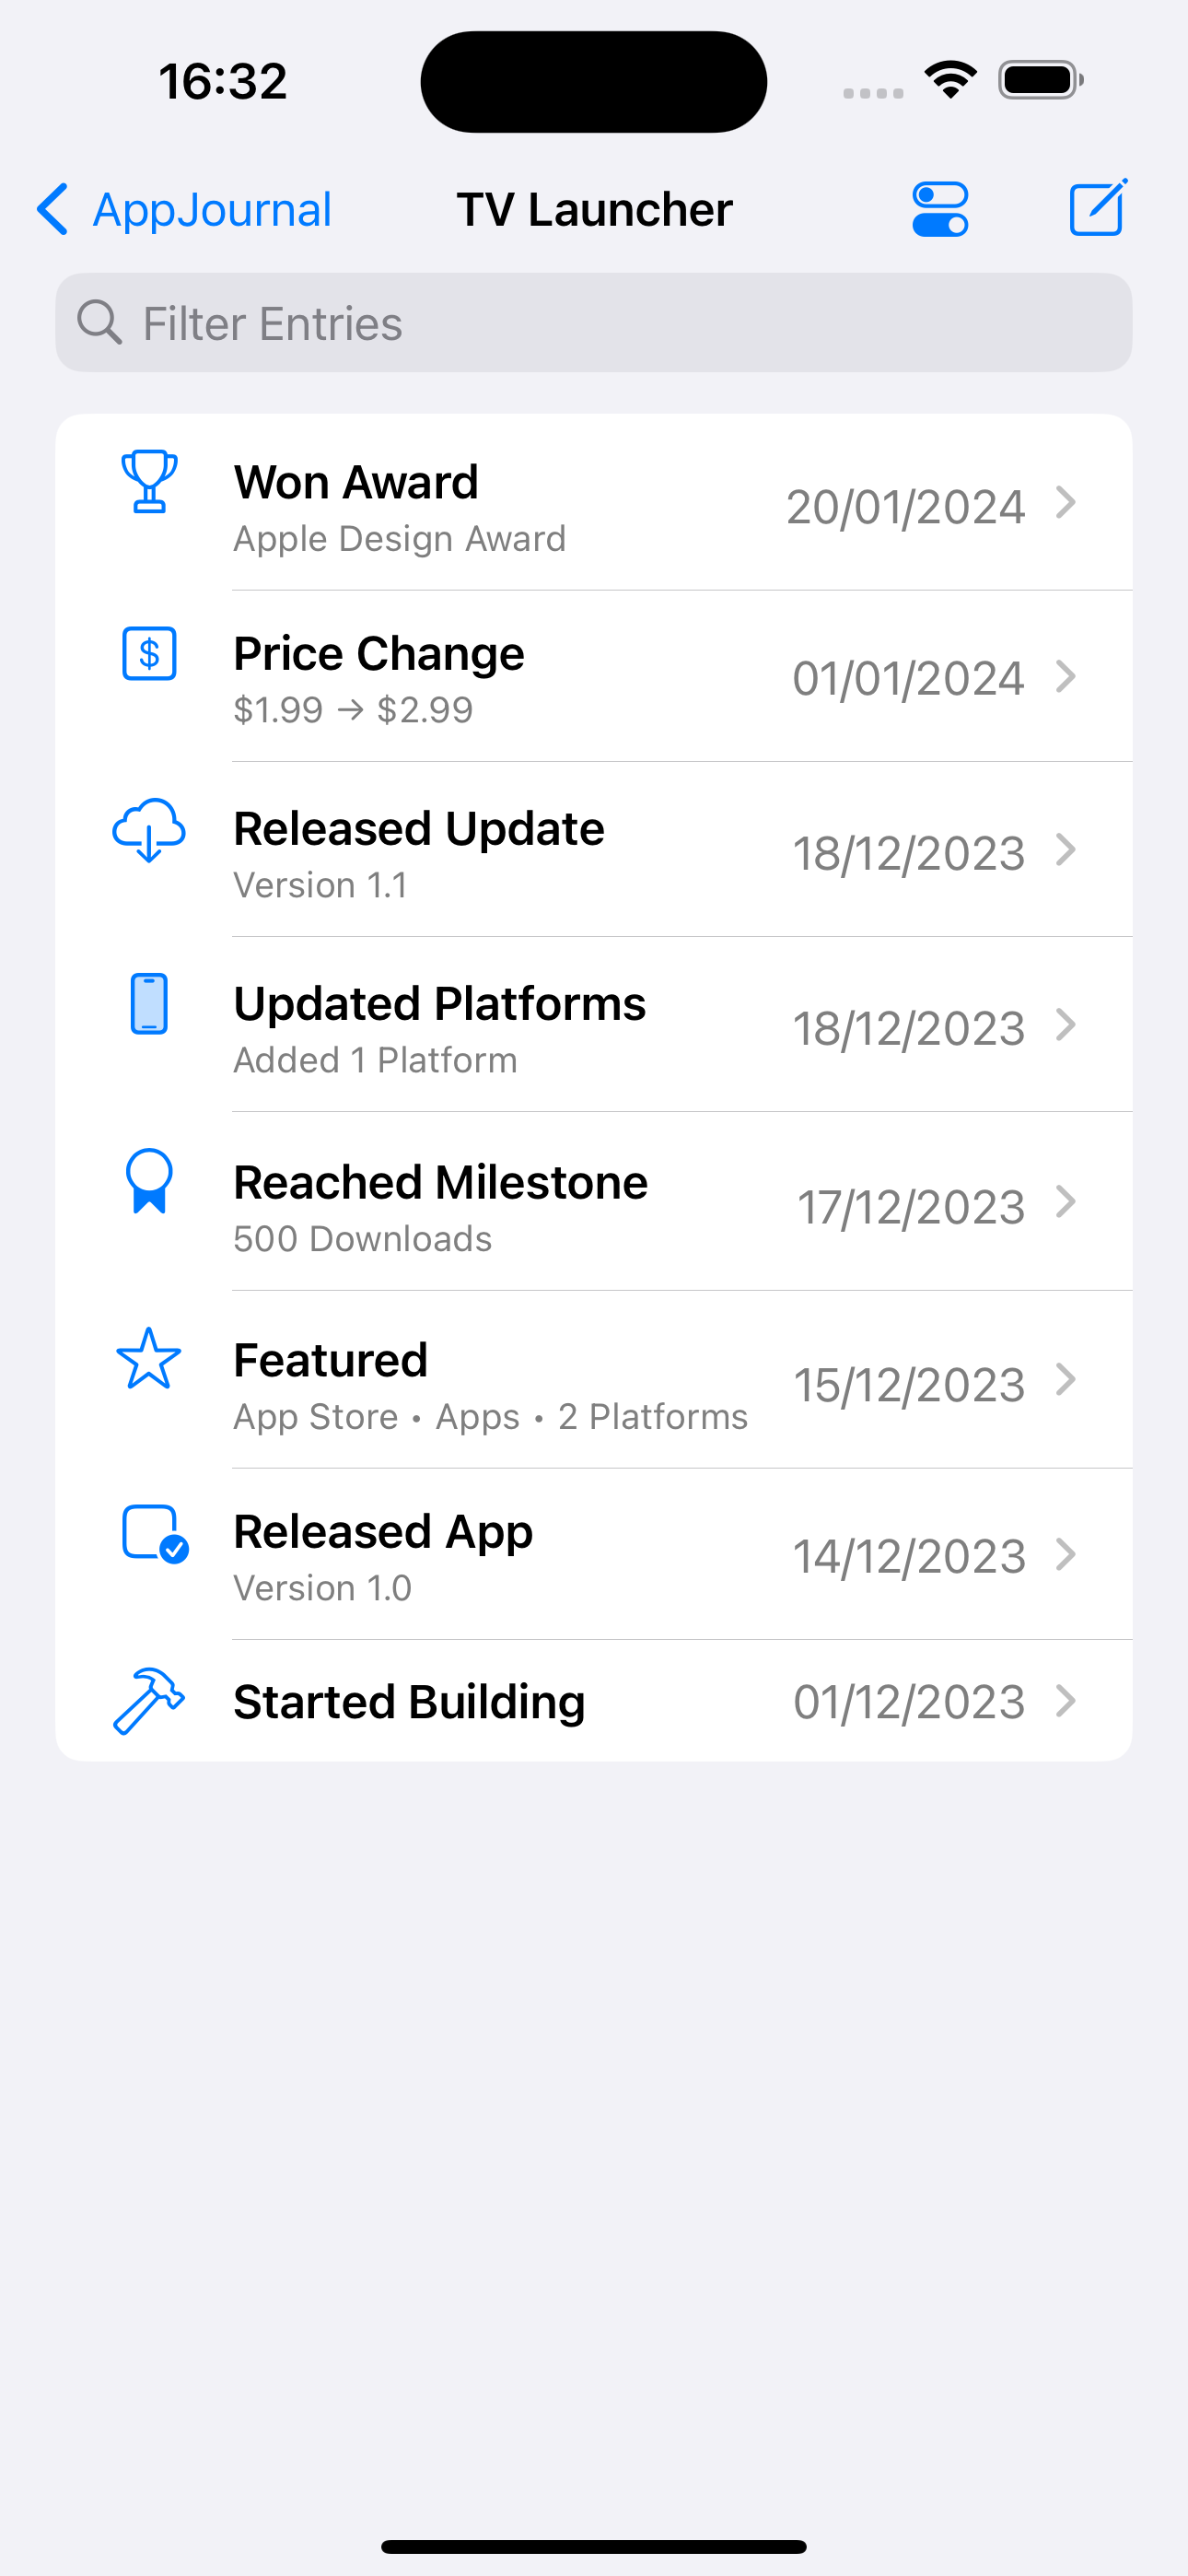 16:32
AppJournal TV Launcher
Filter Entries
Won Award 20/01/2024
Apple Design Award
Price Change 01/01/2024
$
$1.99 → $2.99
Released Update 18/12/2023
Version 1.1
Updated Platforms 18/12/2023
Added 1 Platform
Reached Milestone 17/12/2023
500 Downloads
Featured 15/12/2023
App Store • Apps • 2 Platforms
Released App 14/12/2023
Version 1.0
Started Building 01/12/2023